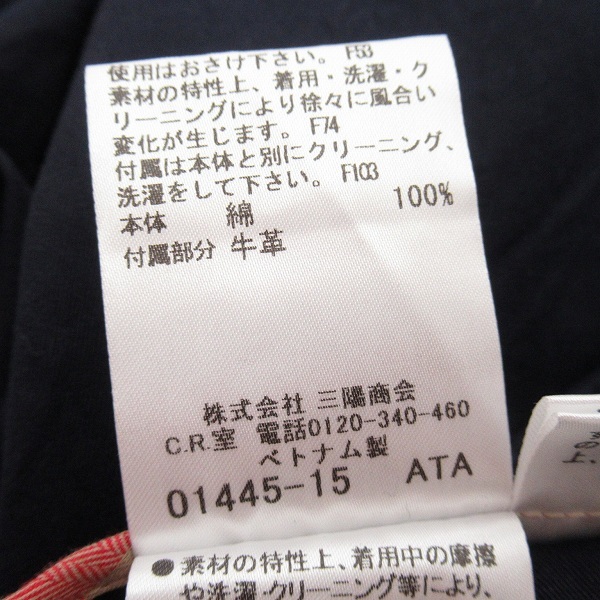 使用はおさけ下さい。 F53
素材の特性上、着用・洗濯・ク
リーニングにより徐々に風合い
変化が生じます。 F74
付属は本体と別にクリーニング、
洗濯をして下さい。 F103
本体 綿 100%
付属部分 牛革
株式会社 三陽商会
C.R.室 電話0120-340-460
ベトナム製
01445-15 ATA
の
上、
●素材の特性上、着用中の摩擦
や洗濯・クリーニング等により、